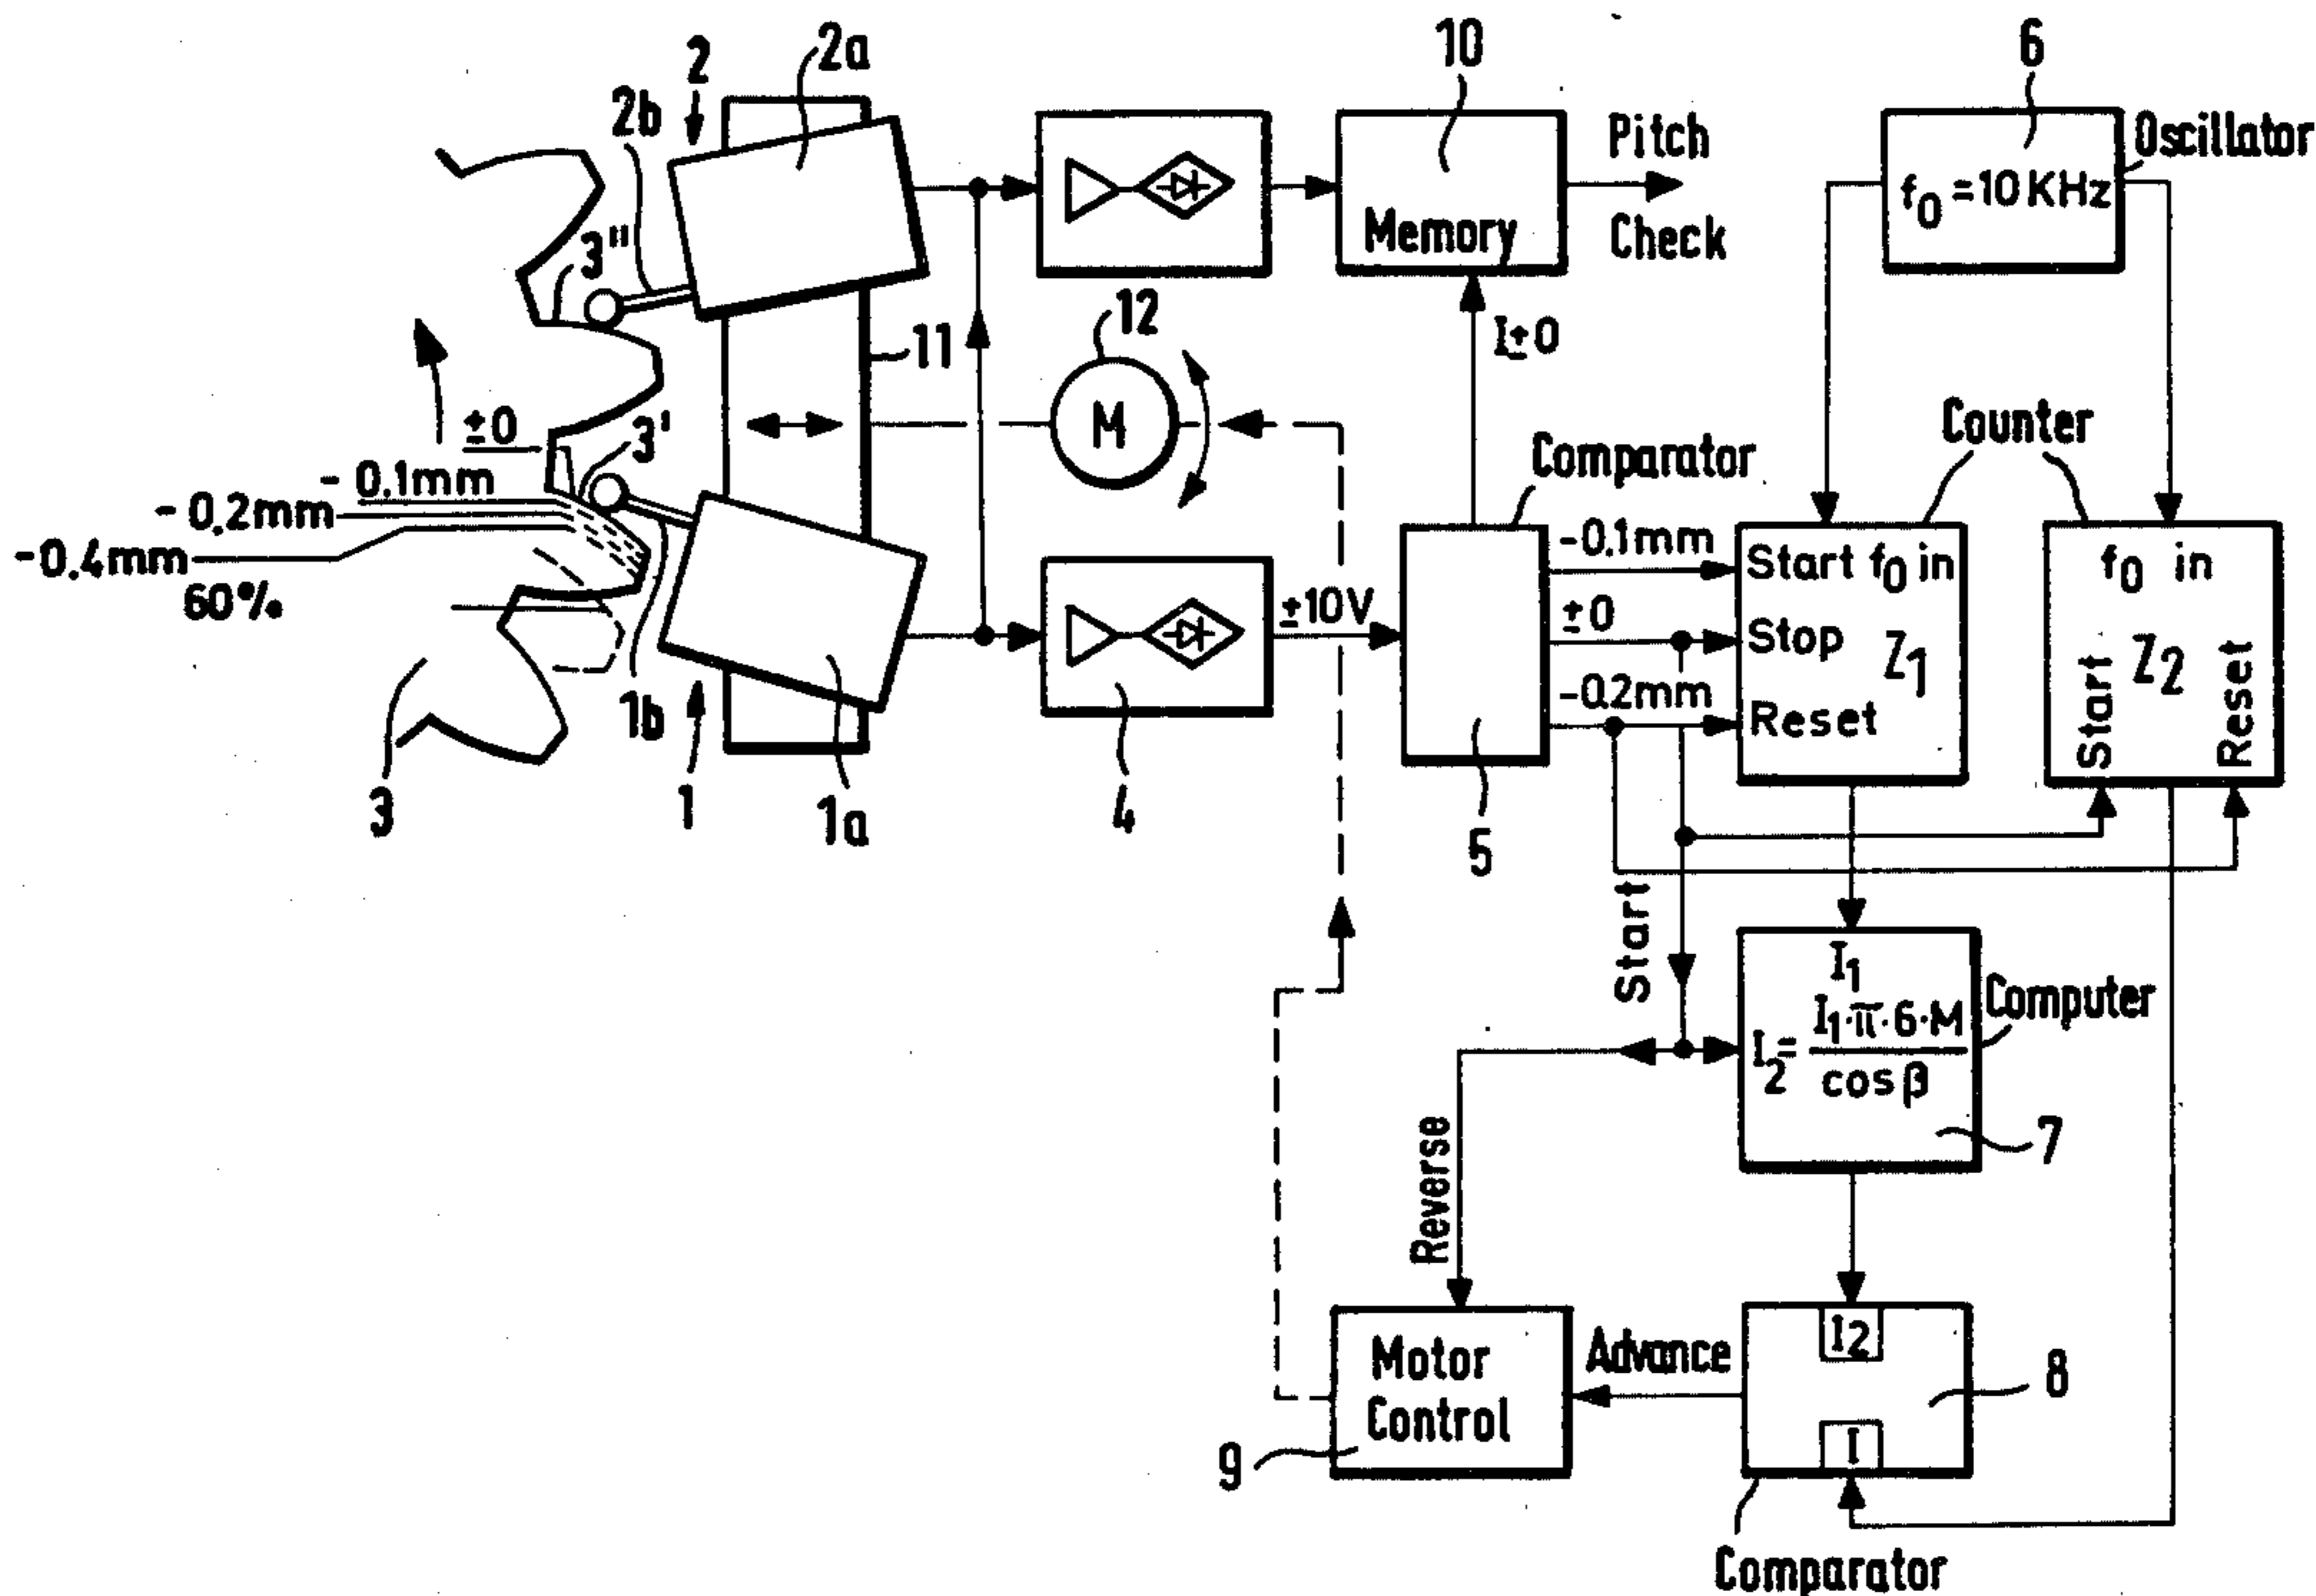 2
2a
10
6
2b
Pitch
Check
Oscillator
f0 = 10 KHz
Memory
3"
12
11
I±0
M
±0
3'
Counter
Comparator
- 0.1mm
- 0.2mm
-0.4mm
60%
±10V
-0.1mm
±0
-0.2mm
Start f0 in
Stop
Z1
Reset
f0 in
Z2
Start
Reset
1b
3
1
1a
4
5
Start
I1
I2 = I1·π·6·M / cos β
Computer
7
Reverse
Motor
Control
Advance
I2
8
I
9
Comparator